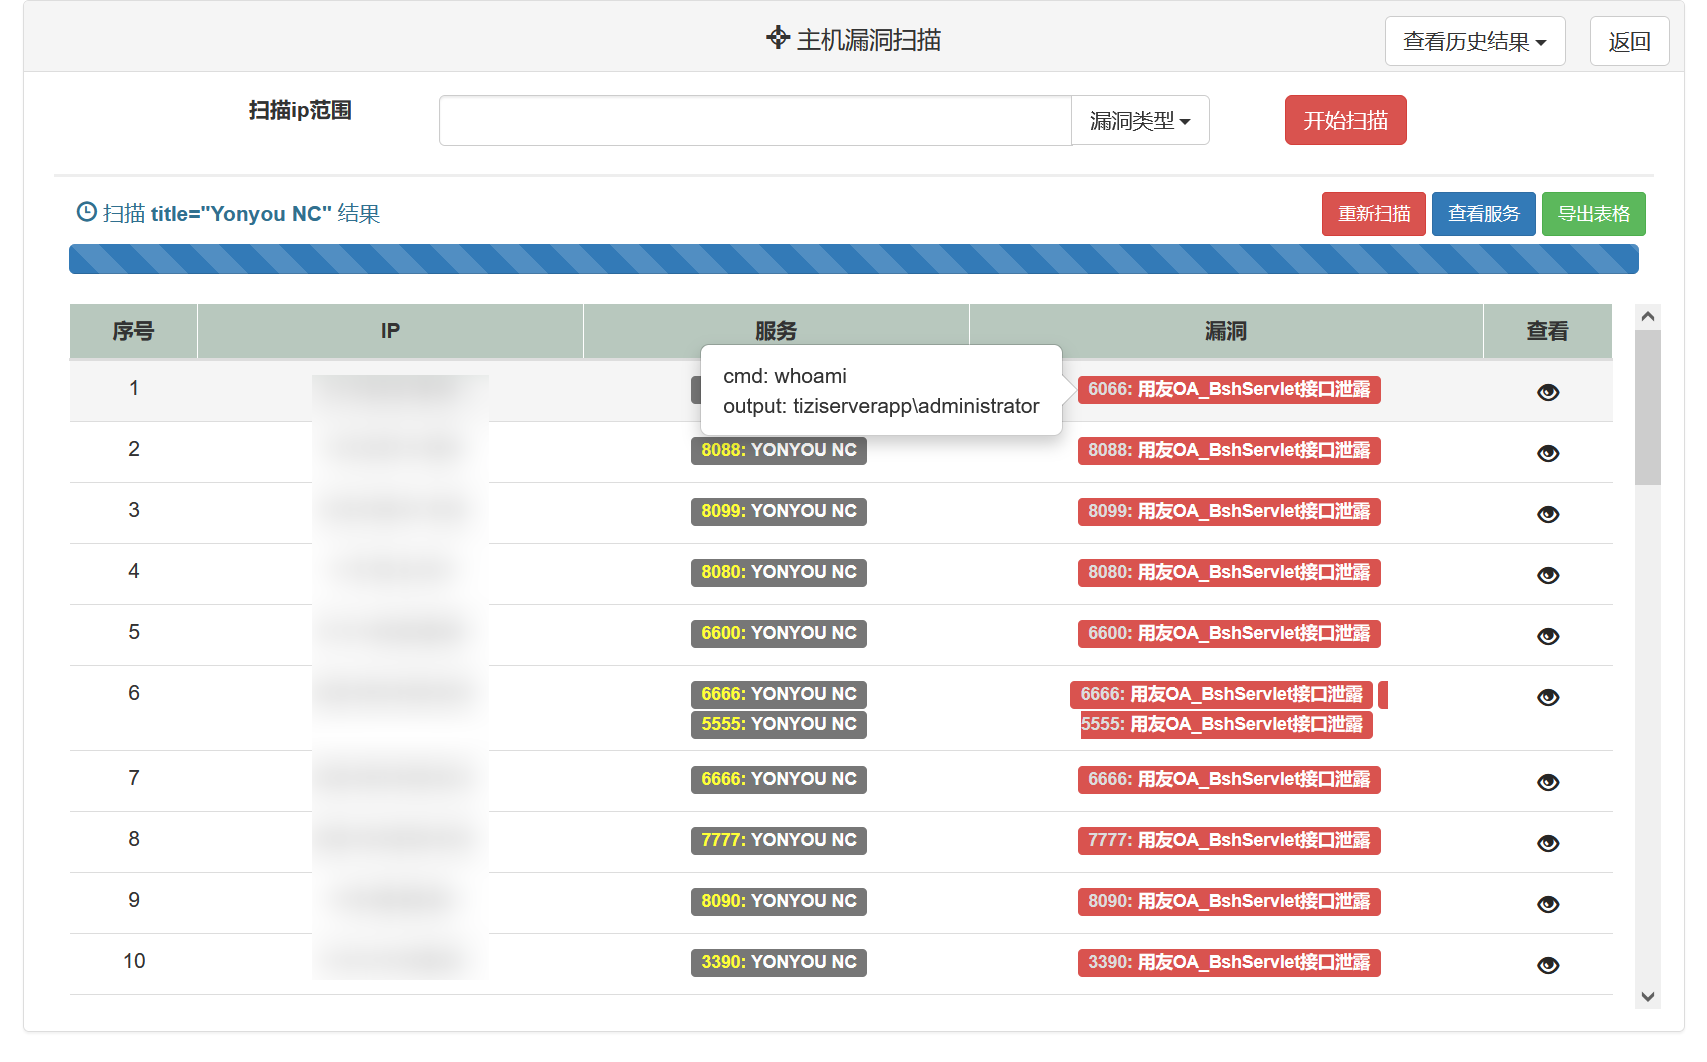 主机漏洞扫描
查看历史结果
返回
扫描ip范围
漏洞类型
开始扫描
扫描 title="Yonyou NC" 结果
重新扫描
查看服务
导出表格
序号 IP 服务 漏洞 查看
cmd: whoami
output: tiziserverapp\administrator
1 6066: 用友OA_BshServlet接口泄露
2 8088: YONYOU NC 8088: 用友OA_BshServlet接口泄露
3 8099: YONYOU NC 8099: 用友OA_BshServlet接口泄露
4 8080: YONYOU NC 8080: 用友OA_BshServlet接口泄露
5 6600: YONYOU NC 6600: 用友OA_BshServlet接口泄露
6 6666: YONYOU NC 6666: 用友OA_BshServlet接口泄露
5555: YONYOU NC 5555: 用友OA_BshServlet接口泄露
7 6666: YONYOU NC 6666: 用友OA_BshServlet接口泄露
8 7777: YONYOU NC 7777: 用友OA_BshServlet接口泄露
9 8090: YONYOU NC 8090: 用友OA_BshServlet接口泄露
10 3390: YONYOU NC 3390: 用友OA_BshServlet接口泄露